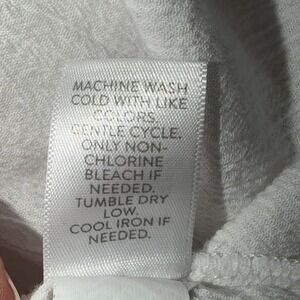 MACHINE WASH
COLD WITH LIKE
COLORS.
GENTLE CYCLE.
ONLY NON-
CHLORINE
BLEACH IF
NEEDED.
TUMBLE DRY
LOW.
COOL IRON IF
NEEDED.